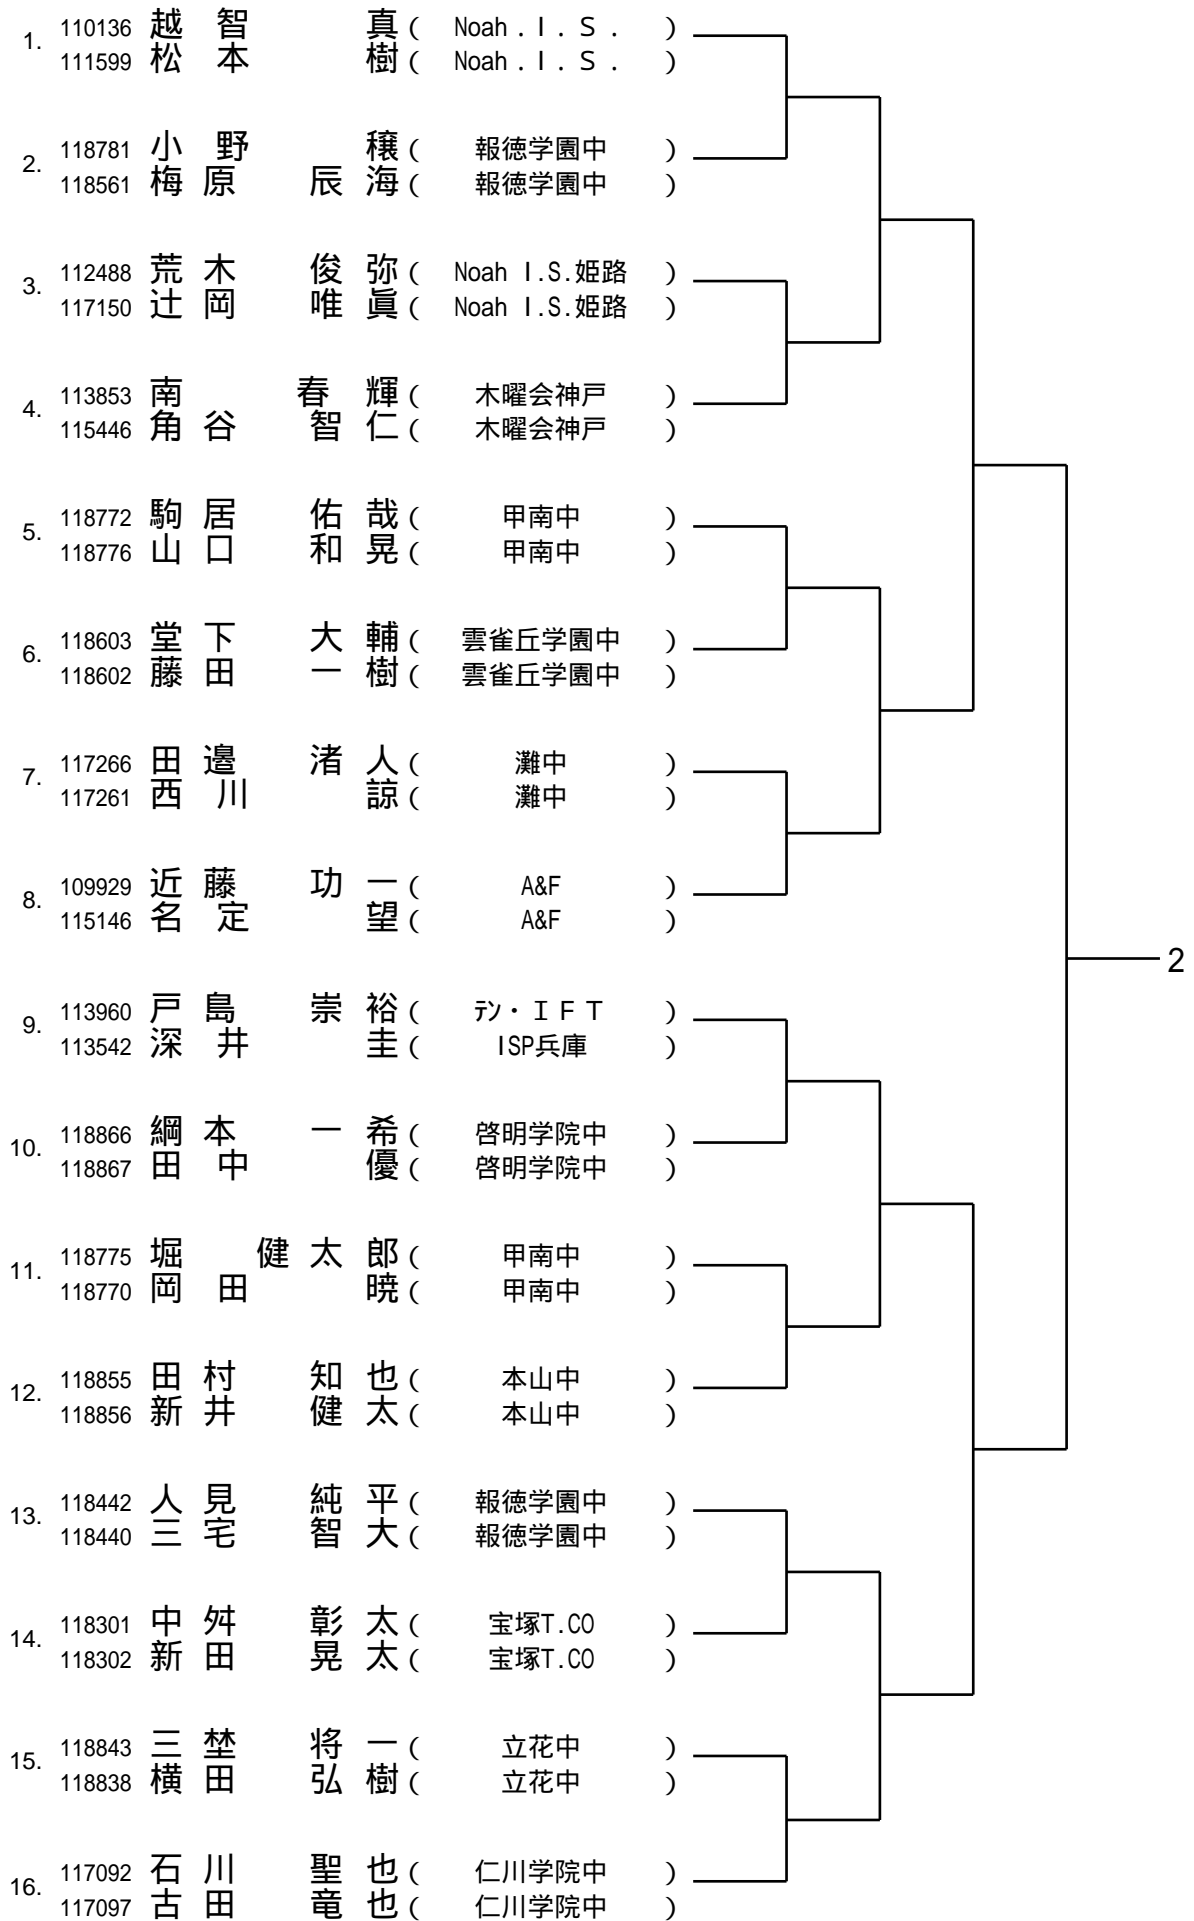 1. 110136 越智 真 ( Noah．Ｉ．Ｓ． )
111599 松本 樹 ( Noah．Ｉ．Ｓ． )
2. 118781 小野 穣 ( 報徳学園中 )
118561 梅原 辰海 ( 報徳学園中 )
3. 112488 荒木 俊弥 ( Noah I.S.姫路 )
117150 辻岡 唯眞 ( Noah I.S.姫路 )
4. 113853 南 春輝 ( 木曜会神戸 )
115446 角谷 智仁 ( 木曜会神戸 )
5. 118772 駒居 佑哉 ( 甲南中 )
118776 山口 和晃 ( 甲南中 )
6. 118603 堂下 大輔 ( 雲雀丘学園中 )
118602 藤田 一樹 ( 雲雀丘学園中 )
7. 117266 田邉 渚人 ( 灘中 )
117261 西川 諒 ( 灘中 )
8. 109929 近藤 功一 ( A&F )
115146 名定 望 ( A&F )
2
9. 113960 戸島 崇裕 ( ﾃﾝ・ＩＦＴ )
113542 深井 圭 ( ISP兵庫 )
10. 118866 綱本 一希 ( 啓明学院中 )
118867 田中 優 ( 啓明学院中 )
11. 118775 堀 健太郎 ( 甲南中 )
118770 岡田 暁 ( 甲南中 )
12. 118855 田村 知也 ( 本山中 )
118856 新井 健太 ( 本山中 )
13. 118442 人見 純平 ( 報徳学園中 )
118440 三宅 智大 ( 報徳学園中 )
14. 118301 中舛 彰太 ( 宝塚T.CO )
118302 新田 晃太 ( 宝塚T.CO )
15. 118843 三埜 将一 ( 立花中 )
118838 横田 弘樹 ( 立花中 )
16. 117092 石川 聖也 ( 仁川学院中 )
117097 古田 竜也 ( 仁川学院中 )